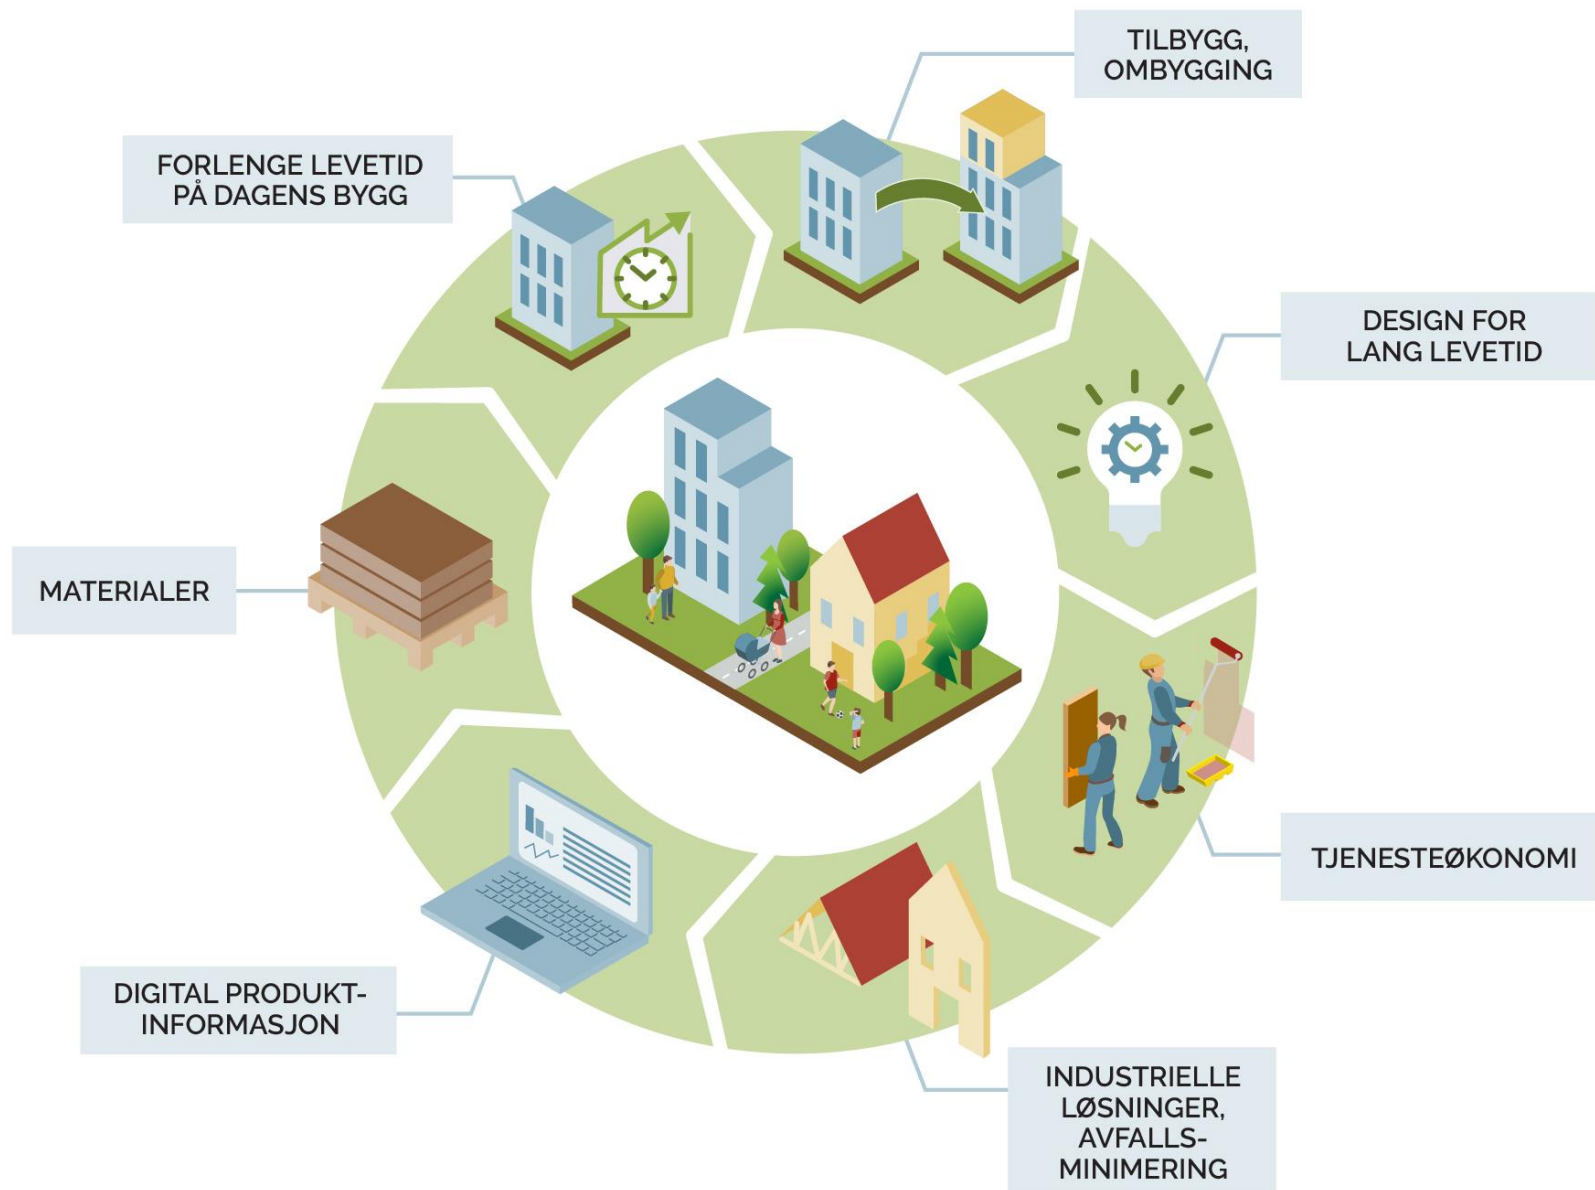 TILBYGG,
OMBYGGING
FORLENGE LEVETID
PÅ DAGENS BYGG
DESIGN FOR
LANG LEVETID
MATERIALER
TJENESTEØKONOMI
DIGITAL PRODUKT-
INFORMASJON
INDUSTRIELLE
LØSNINGER,
AVFALLS-
MINIMERING